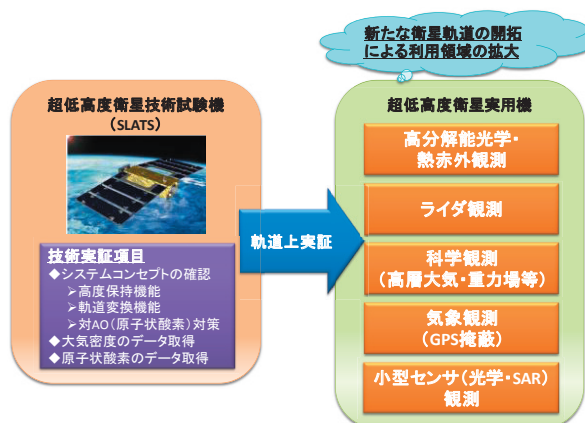 新たな衛星軌道の開拓
による利用領域の拡大
超低高度衛星技術試験機
（SLATS）
技術実証項目
◆システムコンセプトの確認
➢高度保持機能
➢軌道変換機能
➢対AO（原子状酸素）対策
◆大気密度のデータ取得
◆原子状酸素のデータ取得
軌道上実証
超低高度衛星実用機
高分解能光学・
熱赤外観測
ライダ観測
科学観測
（高層大気・重力場等）
気象観測
（GPS掩蔽）
小型センサ（光学・SAR）
観測